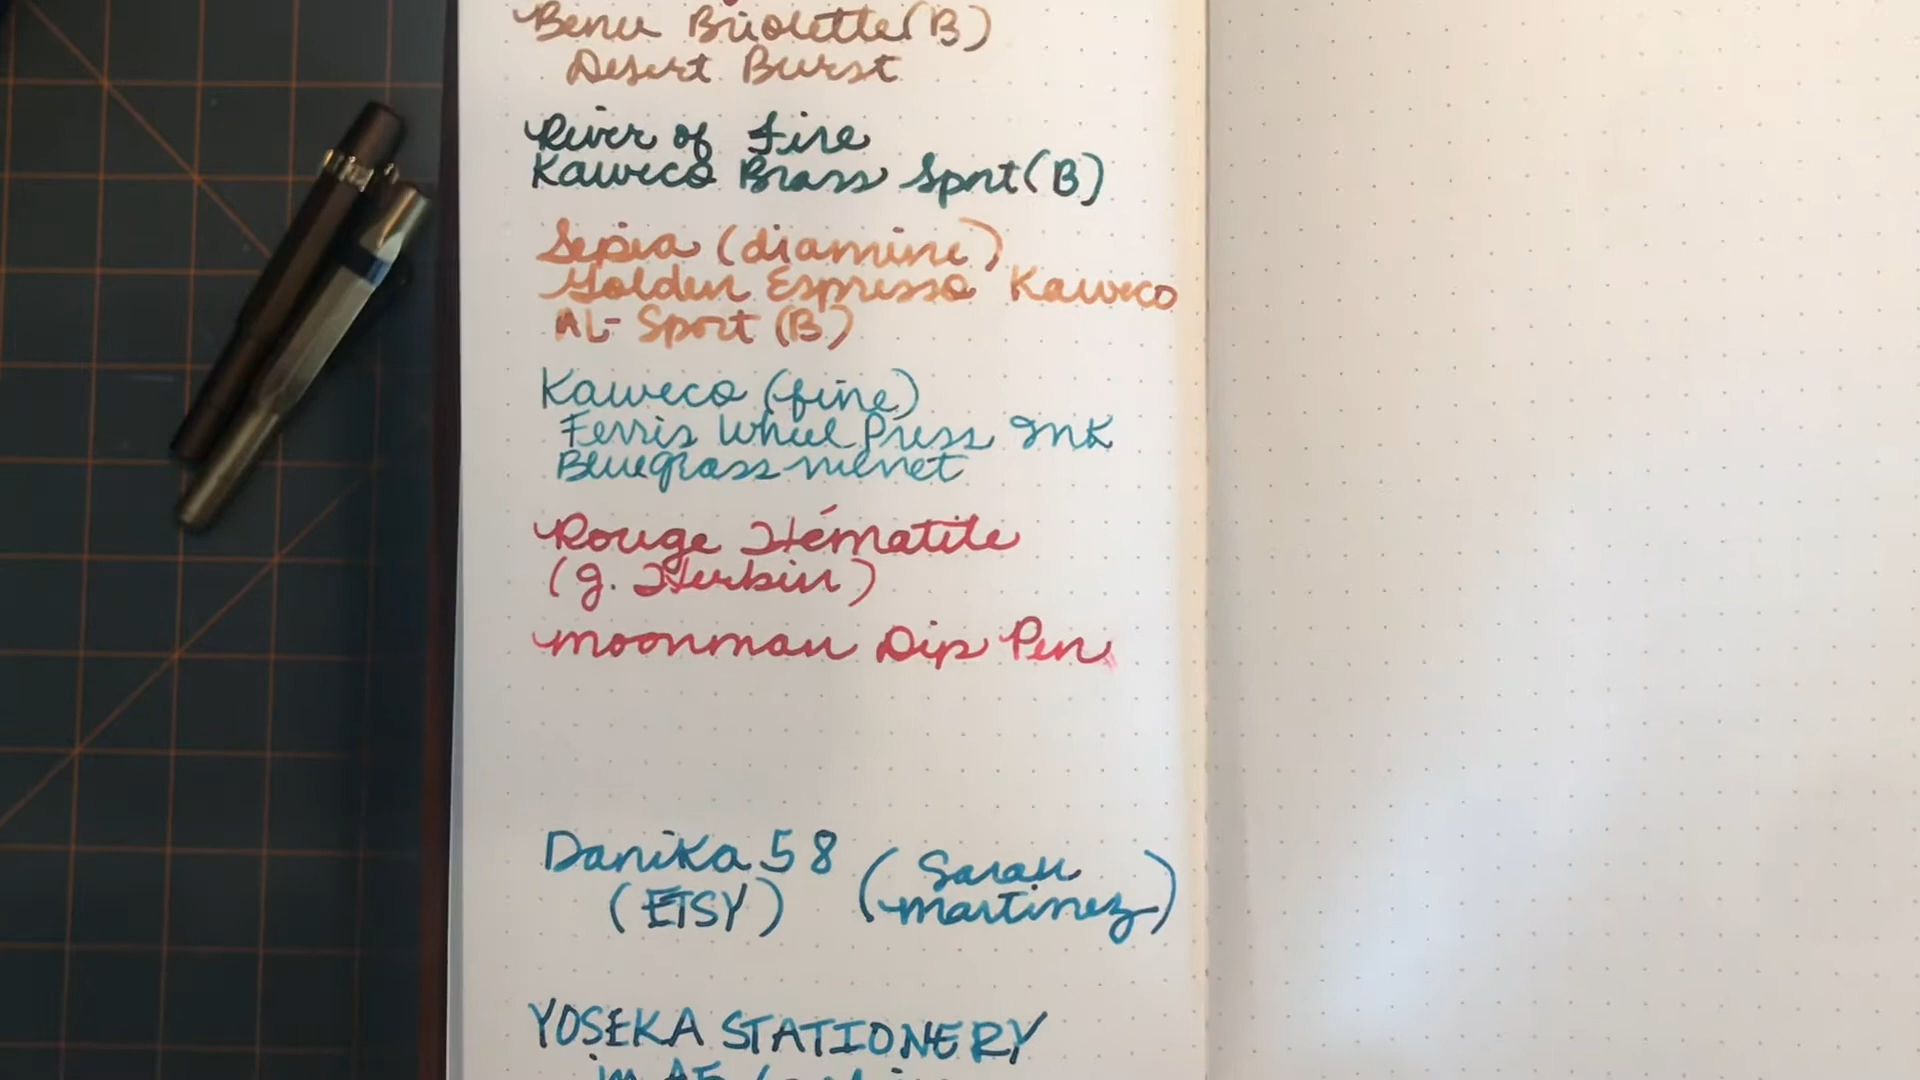 Benu Briolette (B)
Desert Burst
River of Fire
Kaweco Brass Sport (B)
Sepia (diamine)
Golden Espresso Kaweco
AL-Sport (B)
Kaweco (fine)
Ferris Wheel Press Ink
Bluegrass velvet
Rouge Hématite
(J. Herbin)
moonman Dip Pen
Danika 58
(ETSY)
(Sarah
martinez)
YOSEKA STATIONERY
in